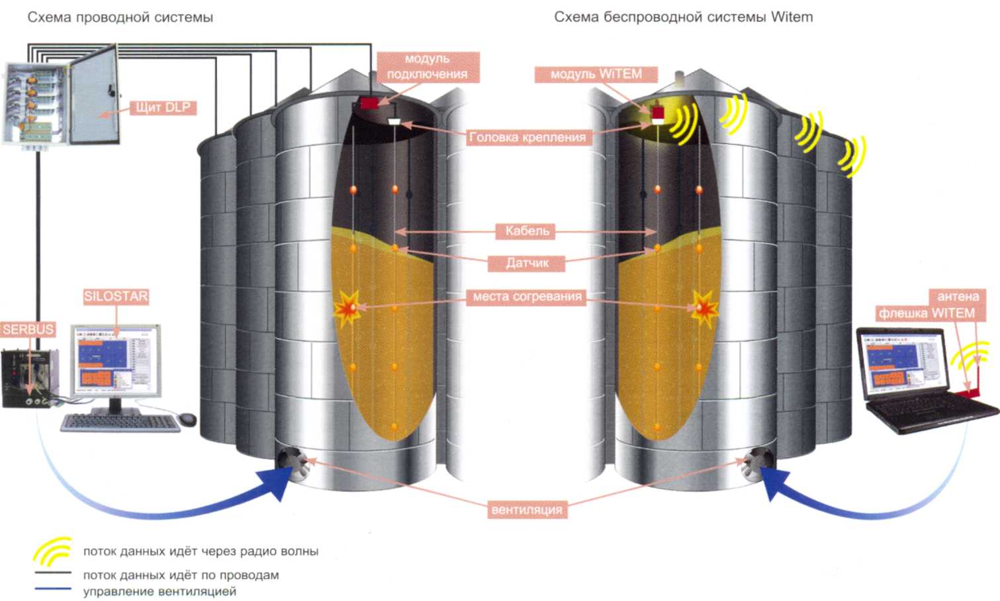 Схема проводной системы
Схема беспроводной системы Witem
модуль
подключения
модуль WiTEM
Щит DLP
Головка крепления
Кабель
Датчик
места согревания
SILOSTAR
SERBUS
антена
флешка WITEM
вентиляция
поток данных идёт через радио волны
поток данных идёт по проводам
управление вентиляцией